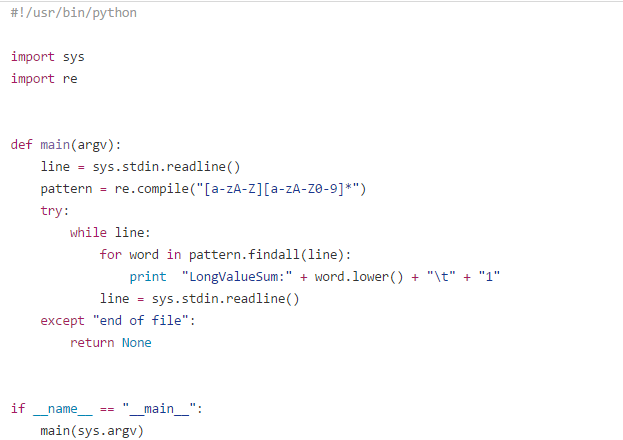 #!/usr/bin/python
import sys
import re
def main(argv):
    line = sys.stdin.readline()
    pattern = re.compile("[a-zA-Z][a-zA-Z0-9]*")
    try:
        while line:
            for word in pattern.findall(line):
                print  "LongValueSum:" + word.lower() + "\t" + "1"
            line = sys.stdin.readline()
    except "end of file":
        return None
if __name__ == "__main__":
    main(sys.argv)